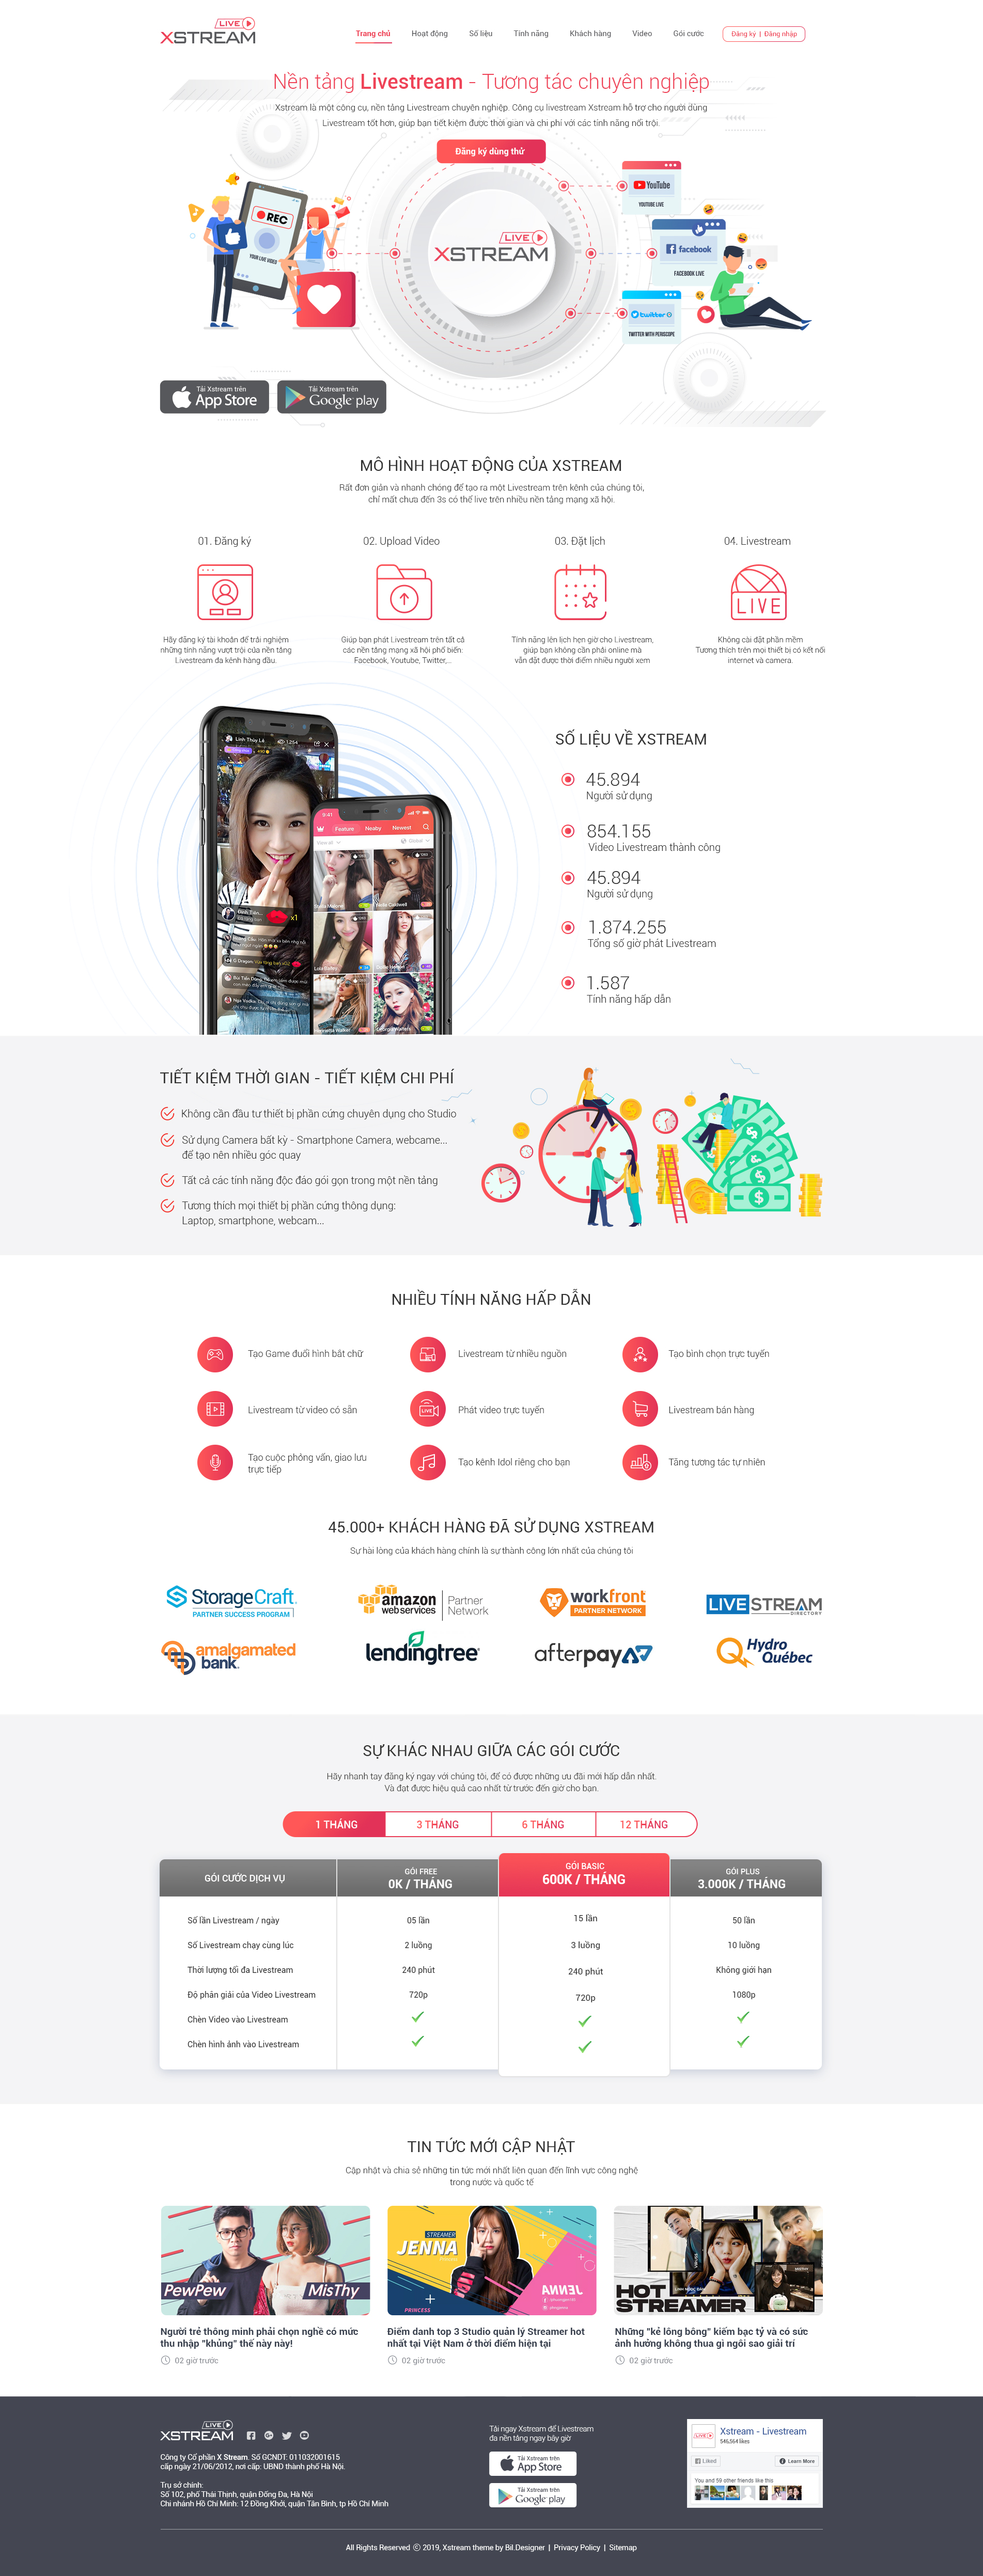 LIVE
XSTREAM
Trang chủ
Hoạt động
Số liệu
Tính năng
Khách hàng
Video
Gói cước
Đăng ký | Đăng nhập
Nền tảng Livestream - Tương tác chuyên nghiệp
Xstream là một công cụ, nền tảng Livestream chuyên nghiệp. Công cụ livestream Xstream hỗ trợ cho người dùng
Livestream tốt hơn, giúp bạn tiết kiệm được thời gian và chi phí với các tính năng nổi trội.
Đăng ký dùng thử
REC
YOUR LIVE VIDEO
LIVE
XSTREAM
YouTube
YOUTUBE LIVE
facebook
FACEBOOK LIVE
twitter
TWITTER WITH PERISCOPE
Tải Xstream trên
App Store
Tải Xstream trên
Google play
MÔ HÌNH HOẠT ĐỘNG CỦA XSTREAM
Rất đơn giản và nhanh chóng để tạo ra một Livestream trên kênh của chúng tôi,
chỉ mất chưa đến 3s có thể live trên nhiều nền tảng mạng xã hội.
01. Đăng ký
Hãy đăng ký tài khoản để trải nghiệm
những tính năng vượt trội của nền tảng
Livestream đa kênh hàng đầu.
02. Upload Video
Giúp bạn phát Livestream trên tất cả
các nền tảng mạng xã hội phổ biến:
Facebook, Youtube, Twitter,...
03. Đặt lịch
Tính năng lên lịch hẹn giờ cho Livestream,
giúp bạn không cần phải online mà
vẫn đặt được thời điểm nhiều người xem
04. Livestream
LIVE
Không cài đặt phần mềm
Tương thích trên mọi thiết bị có kết nối
internet và camera.
Linh Thùy Lê
1,254
x1
9:41
Feature
Nearby
Newest
View all
Global
SỐ LIỆU VỀ XSTREAM
45.894
Người sử dụng
854.155
Video Livestream thành công
45.894
Người sử dụng
1.874.255
Tổng số giờ phát Livestream
1.587
Tính năng hấp dẫn
TIẾT KIỆM THỜI GIAN - TIẾT KIỆM CHI PHÍ
Không cần đầu tư thiết bị phần cứng chuyên dụng cho Studio
Sử dụng Camera bất kỳ - Smartphone Camera, webcame...
để tạo nên nhiều góc quay
Tất cả các tính năng độc đáo gói gọn trong một nền tảng
Tương thích mọi thiết bị phần cứng thông dụng:
Laptop, smartphone, webcam...
NHIỀU TÍNH NĂNG HẤP DẪN
Tạo Game đuổi hình bắt chữ
Livestream từ nhiều nguồn
Tạo bình chọn trực tuyến
Livestream từ video có sẵn
LIVE
Phát video trực tuyến
Livestream bán hàng
Tạo cuộc phỏng vấn, giao lưu
trực tiếp
Tạo kênh Idol riêng cho bạn
Tăng tương tác tự nhiên
45.000+ KHÁCH HÀNG ĐÃ SỬ DỤNG XSTREAM
Sự hài lòng của khách hàng chính là sự thành công lớn nhất của chúng tôi
StorageCraft
PARTNER SUCCESS PROGRAM
amazon
webservices
Partner
Network
workfront
PARTNER NETWORK
LIVESTREAM
DIRECTORY
amalgamated
bank.
lendingtree
afterpay
Hydro
Québec
SỰ KHÁC NHAU GIỮA CÁC GÓI CƯỚC
Hãy nhanh tay đăng ký ngay với chúng tôi, để có được những ưu đãi mới hấp dẫn nhất.
Và đạt được hiệu quả cao nhất từ trước đến giờ cho bạn.
1 THÁNG
3 THÁNG
6 THÁNG
12 THÁNG
GÓI CƯỚC DỊCH VỤ
GÓI FREE
0K / THÁNG
GÓI BASIC
600K / THÁNG
GÓI PLUS
3.000K / THÁNG
Số lần Livestream / ngày
05 lần
15 lần
50 lần
Số Livestream chạy cùng lúc
2 luồng
3 luồng
10 luồng
Thời lượng tối đa Livestream
240 phút
240 phút
Không giới hạn
Độ phân giải của Video Livestream
720p
720p
1080p
Chèn Video vào Livestream
Chèn hình ảnh vào Livestream
TIN TỨC MỚI CẬP NHẬT
Cập nhật và chia sẻ những tin tức mới nhất liên quan đến lĩnh vực công nghệ
trong nước và quốc tế
PewPew
MisThy
Người trẻ thông minh phải chọn nghề có mức
thu nhập "khủng" thế này này!
02 giờ trước
STREAMER
JENNA
PRINCESS
JENNA
Điểm danh top 3 Studio quản lý Streamer hot
nhất tại Việt Nam ở thời điểm hiện tại
02 giờ trước
HOT
STREAMER
Những "kẻ lông bông" kiếm bạc tỷ và có sức
ảnh hưởng không thua gì ngôi sao giải trí
02 giờ trước
LIVE
XSTREAM
Công ty Cổ phần X Stream. Số GCNDT: 011032001615
cấp ngày 21/06/2012, nơi cấp: UBND thành phố Hà Nội.
Trụ sở chính:
Số 102, phố Thái Thịnh, quận Đống Đa, Hà Nội
Chi nhánh Hồ Chí Minh: 12 Đồng Khởi, quận Tân Bình, tp Hồ Chí Minh
Tải ngay Xstream để Livestream
đa nền tảng ngay bây giờ
Tải Xstream trên
App Store
Tải Xstream trên
Google play
Xstream - Livestream
546,564 likes
Liked
Learn More
You and 59 other friends like this
All Rights Reserved © 2019, Xstream theme by Bil.Designer | Privacy Policy | Sitemap